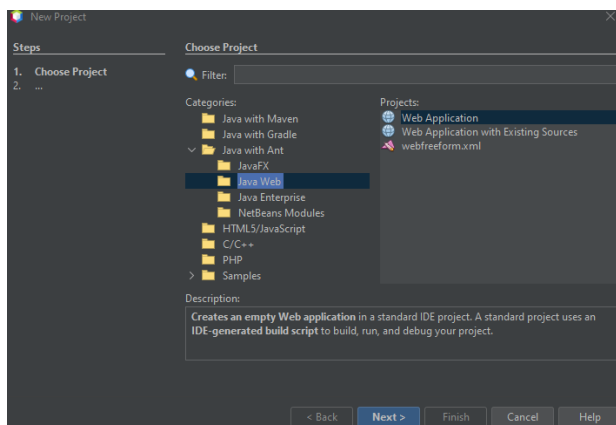 New Project
Steps
1. Choose Project
2. ...
Choose Project
Filter:
Categories:
Java with Maven
Java with Gradle
Java with Ant
JavaFX
Java Web
Java Enterprise
NetBeans Modules
HTML5/JavaScript
C/C++
PHP
Samples
Projects:
Web Application
Web Application with Existing Sources
webfreeform.xml
Description:
Creates an empty Web application in a standard IDE project. A standard project uses an
IDE-generated build script to build, run, and debug your project.
< Back
Next >
Finish
Cancel
Help